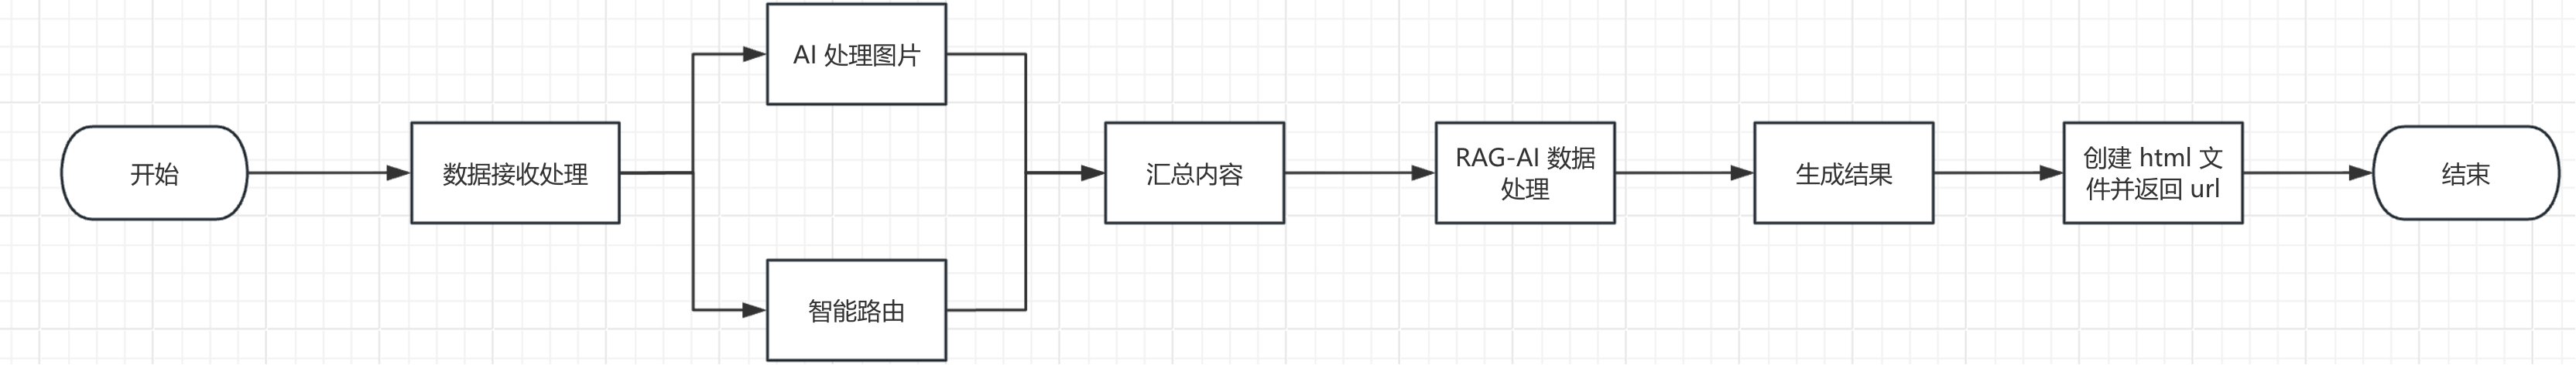 开始
数据接收处理
AI 处理图片
智能路由
汇总内容
RAG-AI 数据
处理
生成结果
创建 html 文
件并返回 url
结束